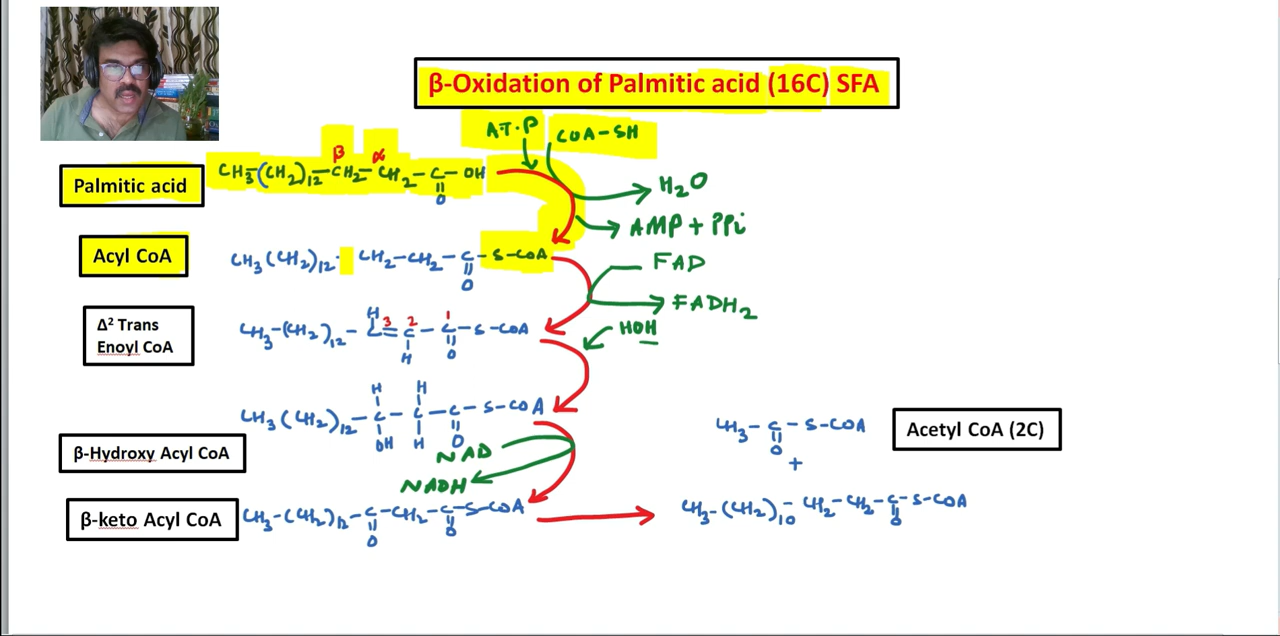 β-Oxidation of Palmitic acid (16C) SFA
A.T.P COA-SH
β α
Palmitic acid CH3-(CH2)12-CH2-CH2-C-OH
O
H2O
AMP + PPi
Acyl CoA CH3(CH2)12- CH2-CH2-C-S-COA
O
FAD
FADH2
Δ2 Trans
Enoyl CoA
H 3 2 1
CH3-(CH2)12-C=C-C-S-COA
H O
HOH
H H
CH3(CH2)12-C-C-C-S-COA
OH H O
β-Hydroxy Acyl CoA
NAD
NADH
β-keto Acyl CoA CH3-(CH2)12-C-CH2-C-S-COA
O O
CH3-C-S-COA Acetyl CoA (2C)
O
+
CH3-(CH2)10-CH2-CH2-C-S-COA
O